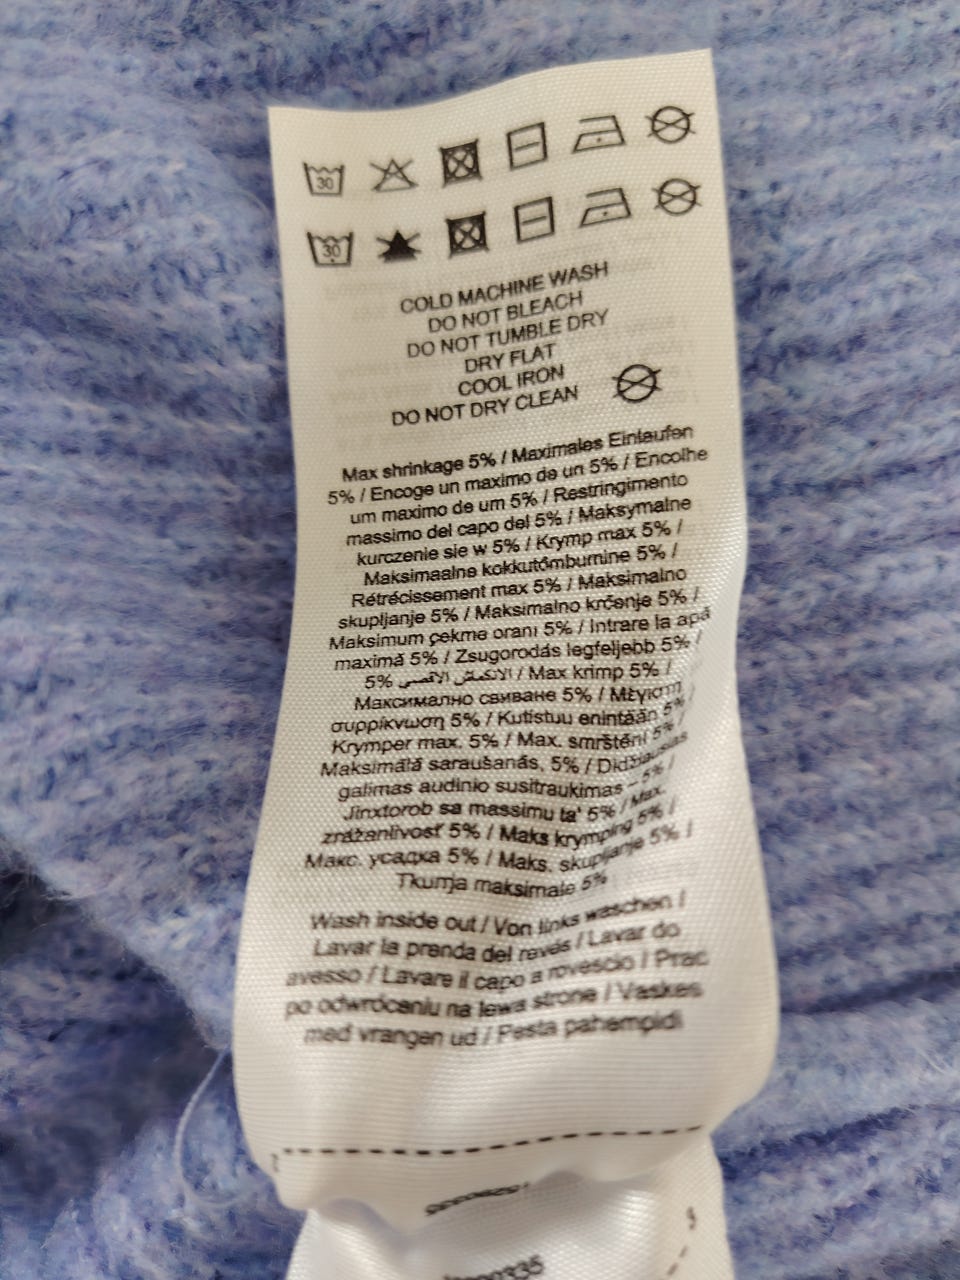 30
30
COLD MACHINE WASH
DO NOT BLEACH
DO NOT TUMBLE DRY
DRY FLAT
COOL IRON
DO NOT DRY CLEAN
Max shrinkage 5% / Maximales Einlaufen
5% / Encoge un maximo de un 5% / Encolhe
um maximo de um 5% / Restringimento
massimo del capo del 5% / Maksymalne
kurczenie sie w 5% / Krymp max 5% /
Maksimaalne kokkutõmbumine 5% /
Rétrécissement max 5% / Maksimalno
skupljanje 5% / Maksimalno krčenje 5% /
Maksimum çekme oranı 5% / Intrare la apă
maximă 5% / Zsugorodás legfeljebb 5% /
5% الانكماش الأقصى / Max krimp 5% /
Максимално свиване 5% / Μέγιστη
συρρίκνωση 5% / Kutistuu enintään 5% /
Krymper max. 5% / Max. smrštění 5% /
Maksimālā saraušanās, 5% / Didžiausias
galimas audinio susitraukimas – 5% /
Jinxtorob sa massimu ta' 5% / Max.
zrážanlivosť 5% / Maks krymping 5% /
Макс. усадка 5% / Maks. skupljanje 5% /
Tkurrja maksimale 5%
Wash inside out / Von links waschen /
Lavar la prenda del revés / Lavar do
avesso / Lavare il capo a rovescio / Prac
po odwróceniu na lewa strone / Vaskes
med vrangen ud / Pesta pahempidi
5